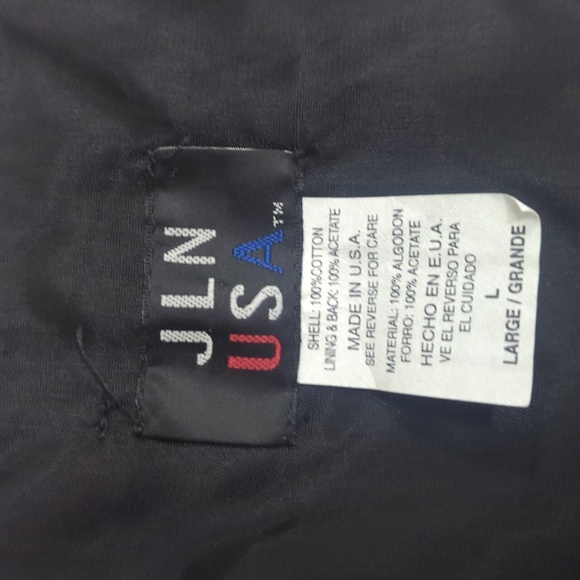 JLN
USA™
SHELL: 100%COTTON
LINING & BACK: 100% ACETATE
MADE IN U.S.A.
SEE REVERSE FOR CARE
MATERIAL: 100% ALGODON
FORRO: 100% ACETATE
HECHO EN E.U.A.
VE EL REVERSO PARA
EL CUIDADO
L
LARGE / GRANDE